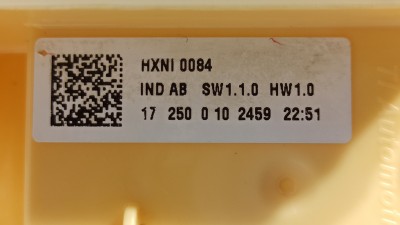 HXNI 0084
IND AB SW1.1.0 HW1.0
17 250 0 10 2459 22:51